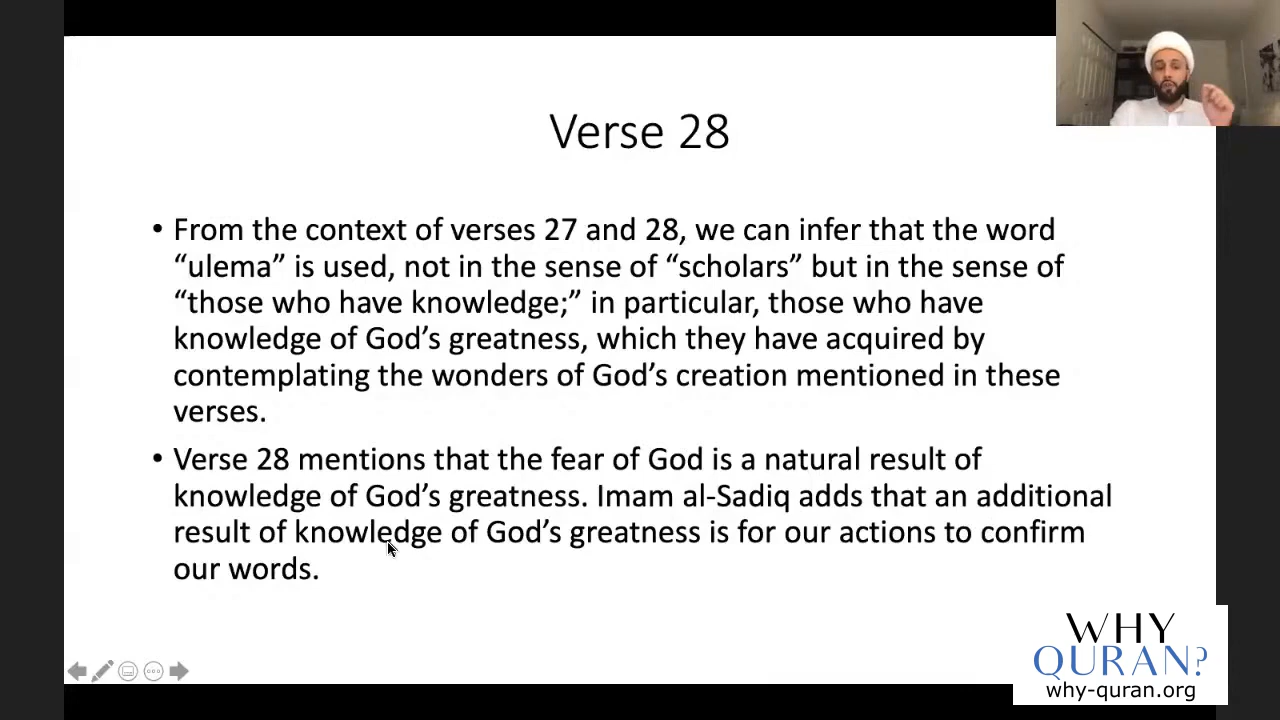 Verse 28
• From the context of verses 27 and 28, we can infer that the word
“ulema” is used, not in the sense of “scholars” but in the sense of
“those who have knowledge;” in particular, those who have
knowledge of God’s greatness, which they have acquired by
contemplating the wonders of God’s creation mentioned in these
verses.
• Verse 28 mentions that the fear of God is a natural result of
knowledge of God’s greatness. Imam al-Sadiq adds that an additional
result of knowledge of God’s greatness is for our actions to confirm
our words.
WHY
QURAN?
why-quran.org